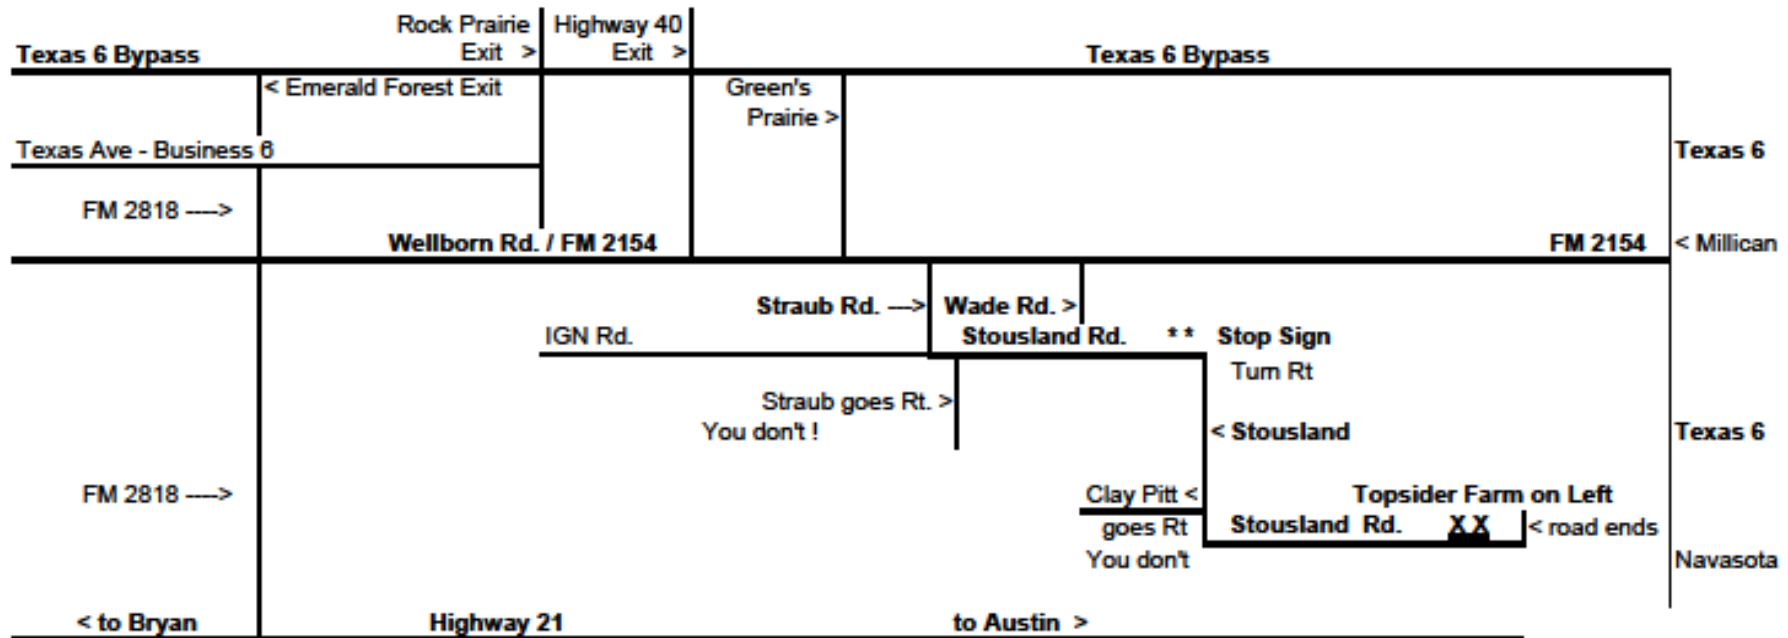 Rock Prairie Highway 40
Texas 6 Bypass Exit > Exit > Texas 6 Bypass
< Emerald Forest Exit Green's
Prairie >
Texas Ave - Business 6 Texas 6
FM 2818 ---->
Wellborn Rd. / FM 2154 FM 2154 < Millican
Straub Rd. ---> Wade Rd. >
IGN Rd. Stousland Rd. * * Stop Sign
Turn Rt
Straub goes Rt. >
You don't ! < Stousland Texas 6
FM 2818 ----> Clay Pitt < Topsider Farm on Left
goes Rt Stousland Rd. X X < road ends
You don't Navasota
< to Bryan Highway 21 to Austin >